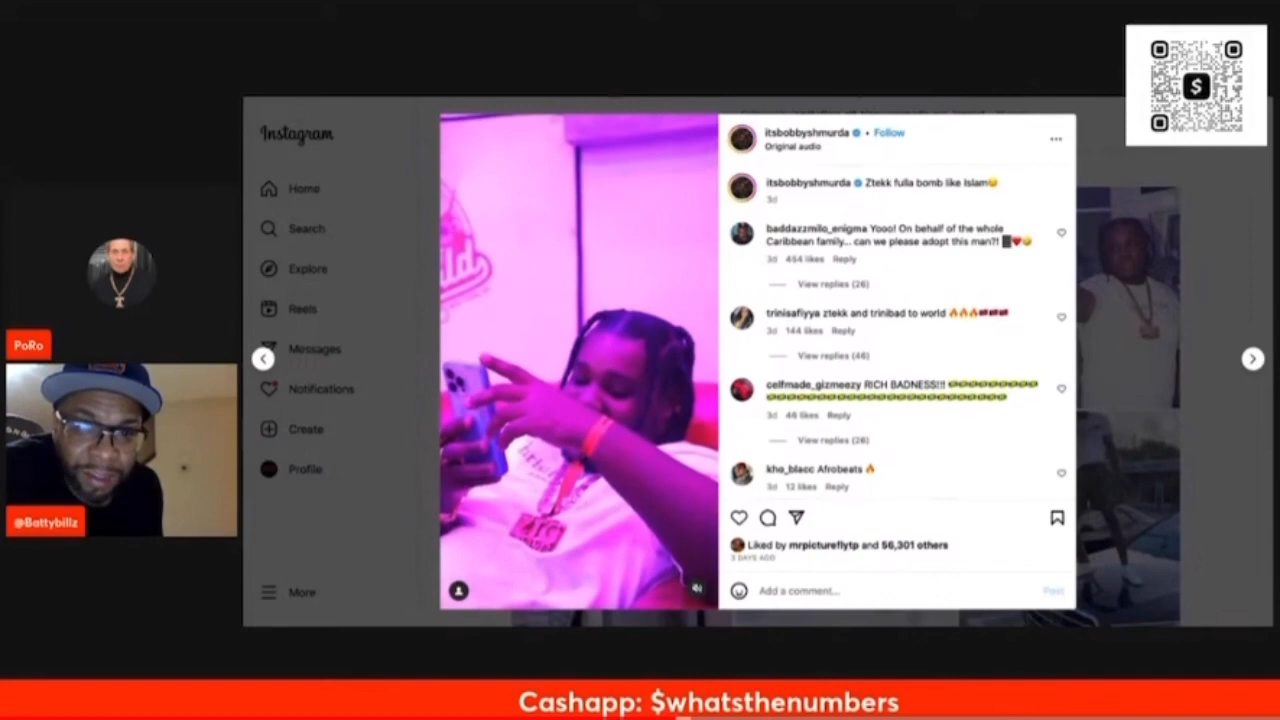 Instagram
Home
Search
Explore
Reels
Messages
Notifications
Create
Profile
More
PoRo
@Battybillz
itsbobbyshmurda • Follow
Original audio
itsbobbyshmurda Ztekk fulla bomb like Islam😂
3d
baddazzmilo_enigma Yooo! On behalf of the whole
Caribbean family... can we please adopt this man?!
3d 454 likes Reply
View replies (26)
trinisafiyya ztekk and trinibad to world 🔥🔥🔥🇹🇹🇹🇹🇹🇹
3d 144 likes Reply
View replies (46)
celfmade_gizmeezy RICH BADNESS!!!
3d 46 likes Reply
View replies (26)
kho_blacc Afrobeats 🔥
3d 12 likes Reply
Liked by mrpictureflytp and 56,301 others
3 DAYS AGO
Add a comment...
Post
$
Cashapp: $whatsthenumbers